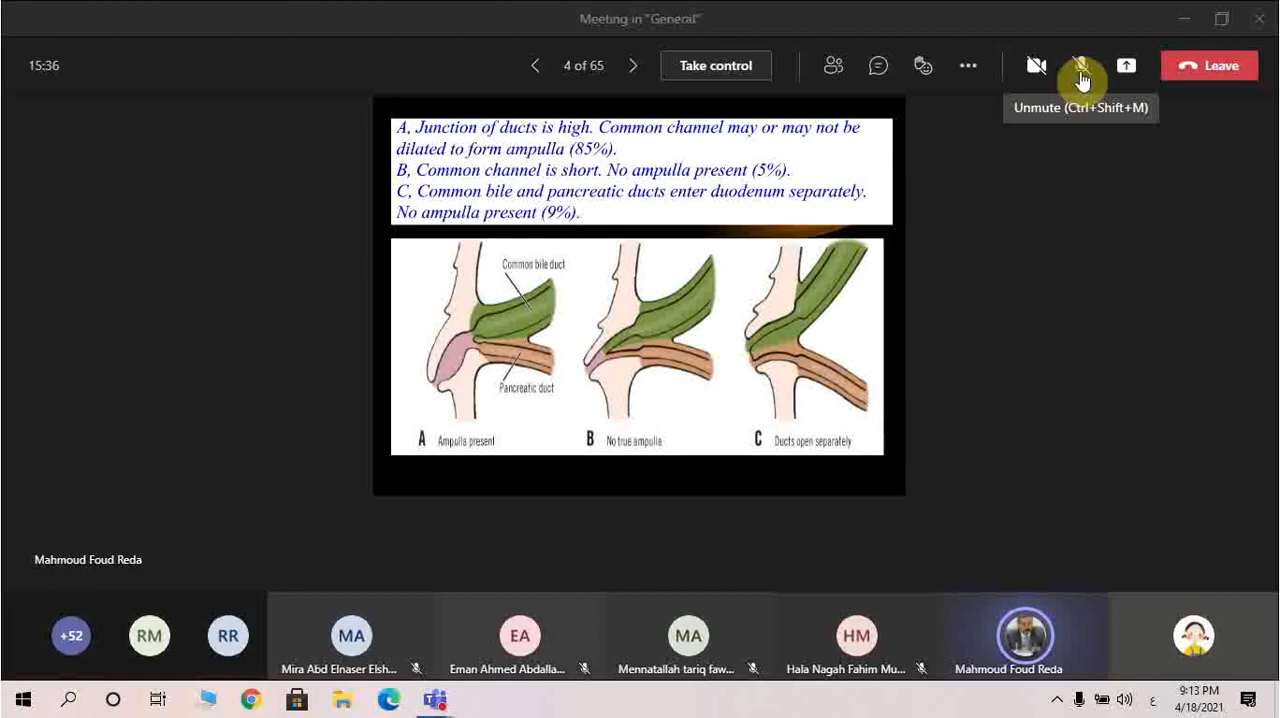 Meeting in "General"
15:36
4 of 65
Take control
Leave
Unmute (Ctrl+Shift+M)
A, Junction of ducts is high. Common channel may or may not be
dilated to form ampulla (85%).
B, Common channel is short. No ampulla present (5%).
C, Common bile and pancreatic ducts enter duodenum separately.
No ampulla present (9%).
Common bile duct
Pancreatic duct
A Ampulla present
B No true ampulla
C Ducts open separately
Mahmoud Foud Reda
+52
RM
RR
MA
EA
MA
HM
Mira Abd Elnaser Elsh...
Eman Ahmed Abdalla...
Mennatallah tariq faw...
Hala Nagah Fahim Mu...
Mahmoud Foud Reda
ع
9:13 PM
4/18/2021